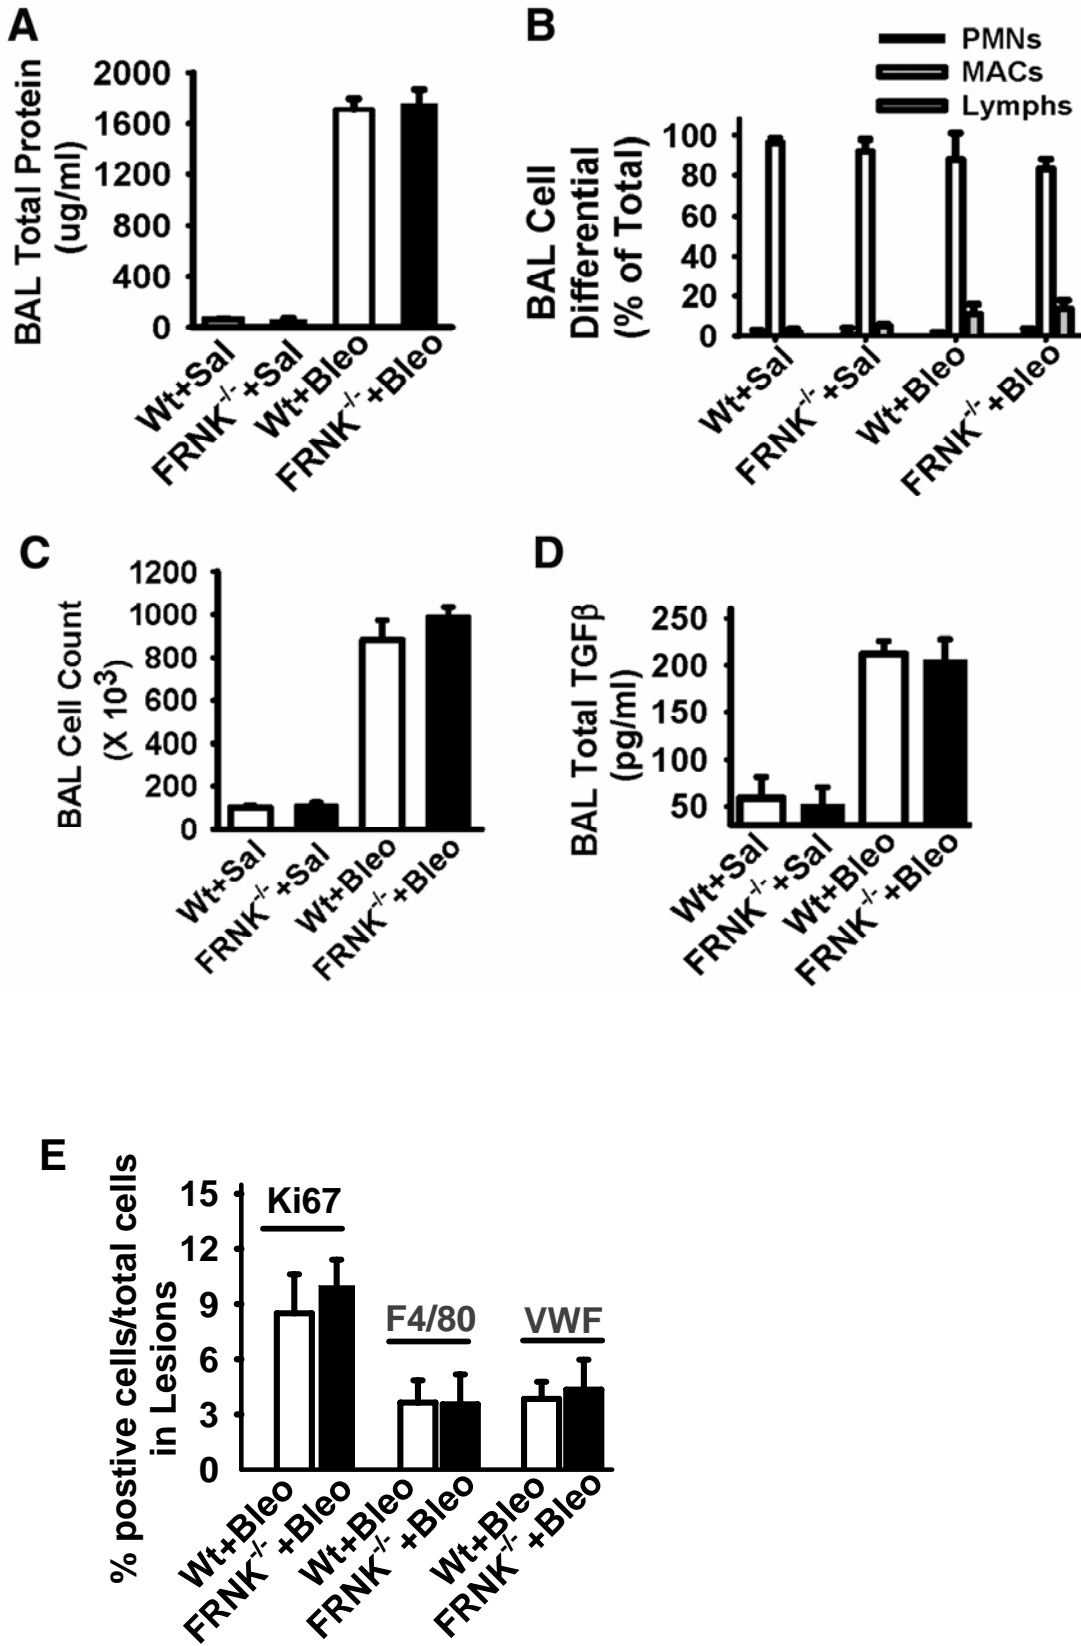 A
BAL Total Protein
(ug/ml)
2000
1600
1200
800
400
0
Wt+Sal
FRNK-/-+Sal
Wt+Bleo
FRNK-/-+Bleo
B
PMNs
MACs
Lymphs
BAL Cell
Differential
(% of Total)
100
80
60
40
20
0
Wt+Sal
FRNK-/-+Sal
Wt+Bleo
FRNK-/-+Bleo
C
BAL Cell Count
(X 10³)
1200
1000
800
600
400
200
0
Wt+Sal
FRNK-/-+Sal
Wt+Bleo
FRNK-/-+Bleo
D
BAL Total TGFβ
(pg/ml)
250
200
150
100
50
Wt+Sal
FRNK-/-+Sal
Wt+Bleo
FRNK-/-+Bleo
E
% postive cells/total cells
in Lesions
15
12
9
6
3
0
Ki67
F4/80
VWF
Wt+Bleo
FRNK-/-+Bleo
Wt+Bleo
FRNK-/-+Bleo
Wt+Bleo
FRNK-/-+Bleo